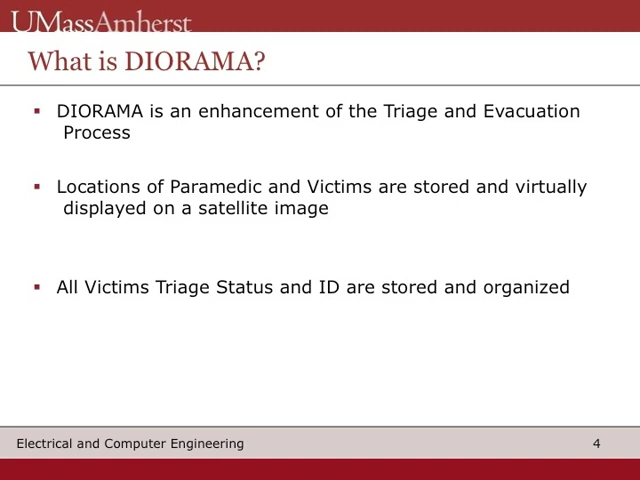 UMassAmherst
What is DIORAMA?
▪ DIORAMA is an enhancement of the Triage and Evacuation
Process
▪ Locations of Paramedic and Victims are stored and virtually
displayed on a satellite image
▪ All Victims Triage Status and ID are stored and organized
Electrical and Computer Engineering 4